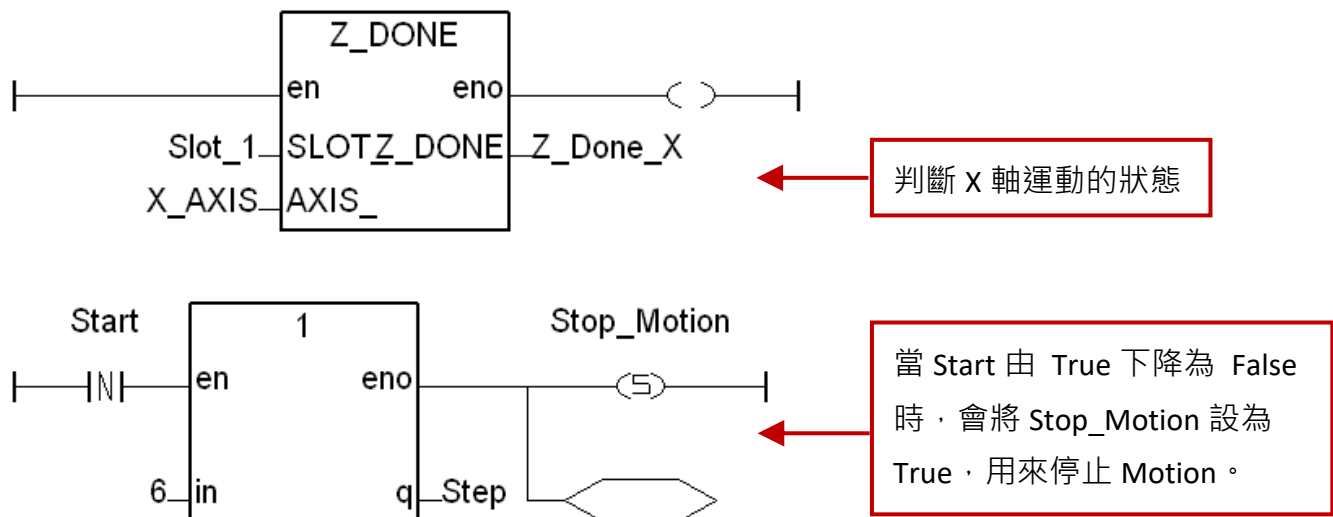 Z_DONE
en eno
Slot_1 SLOT_ Z_DONE Z_Done_X
X_AXIS AXIS_
判斷 X 軸運動的狀態
Start 1 Stop_Motion
N en eno S
6 in q Step
當 Start 由 True 下降為 False
時，會將 Stop_Motion 設為
True，用來停止 Motion。